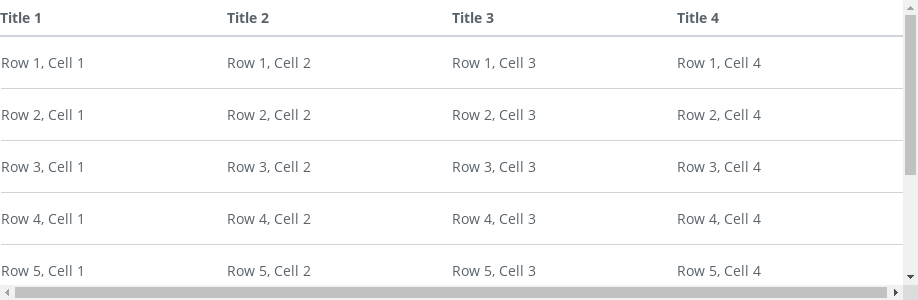 Title 1 Title 2 Title 3 Title 4
Row 1, Cell 1 Row 1, Cell 2 Row 1, Cell 3 Row 1, Cell 4
Row 2, Cell 1 Row 2, Cell 2 Row 2, Cell 3 Row 2, Cell 4
Row 3, Cell 1 Row 3, Cell 2 Row 3, Cell 3 Row 3, Cell 4
Row 4, Cell 1 Row 4, Cell 2 Row 4, Cell 3 Row 4, Cell 4
Row 5, Cell 1 Row 5, Cell 2 Row 5, Cell 3 Row 5, Cell 4